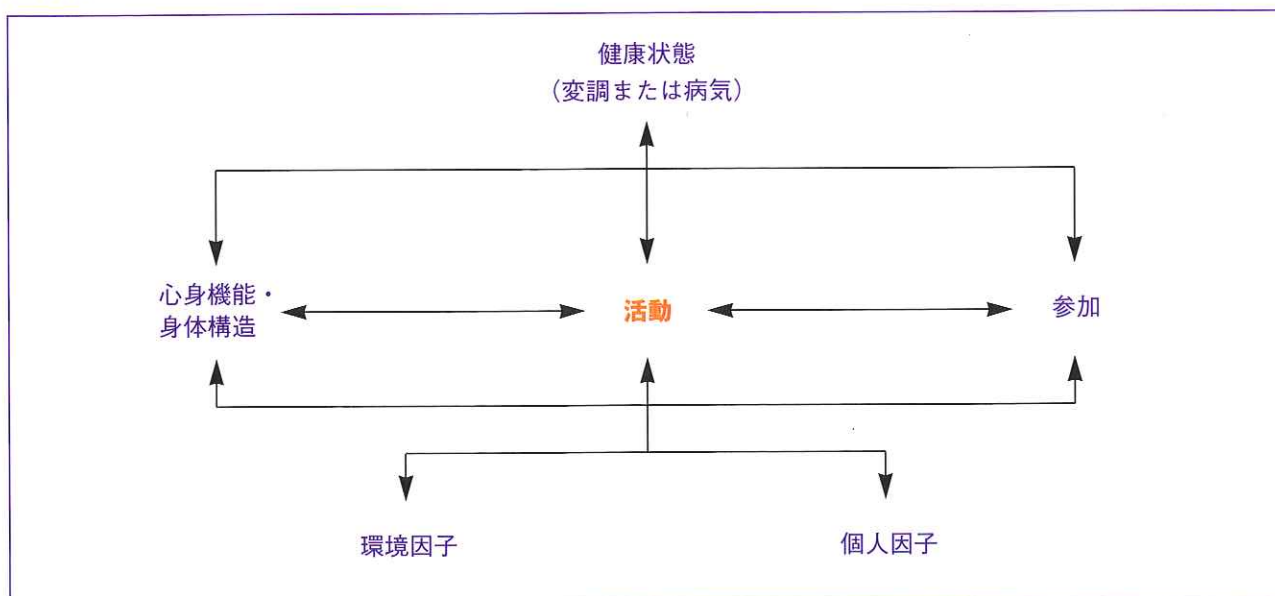 健康状態
（変調または病気）
心身機能・
身体構造
活動
参加
環境因子
個人因子